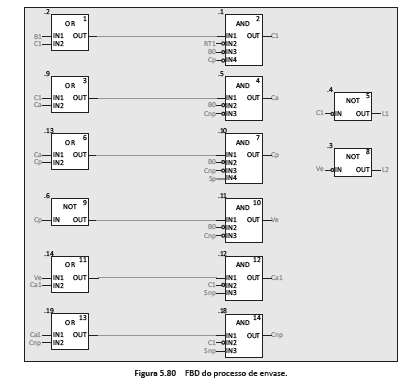 .2
OR 1
B1 IN1 OUT
C1 IN2
.1
AND 2
IN1 OUT C1
RT1 IN2
B0 IN3
Cp IN4
.9
OR 3
C1 IN1 OUT
Ca IN2
.5
AND 4
IN1 OUT Ca
B0 IN2
Cnp IN3
.4
NOT 5
C1 IN OUT L1
.13
OR 6
Ca IN1 OUT
Cp IN2
.10
AND 7
IN1 OUT Cp
B0 IN2
Cnp IN3
Sp IN4
.3
NOT 8
Ve IN OUT L2
.6
NOT 9
Cp IN OUT
.11
AND 10
IN1 OUT Ve
B0 IN2
Cnp IN3
.14
OR 11
Ve IN1 OUT
Ca1 IN2
.12
AND 12
IN1 OUT Ca1
C1 IN2
Snp IN3
.19
OR 13
Ca1 IN1 OUT
Cnp IN2
.18
AND 14
IN1 OUT Cnp
C1 IN2
Snp IN3
Figura 5.80 FBD do processo de envase.